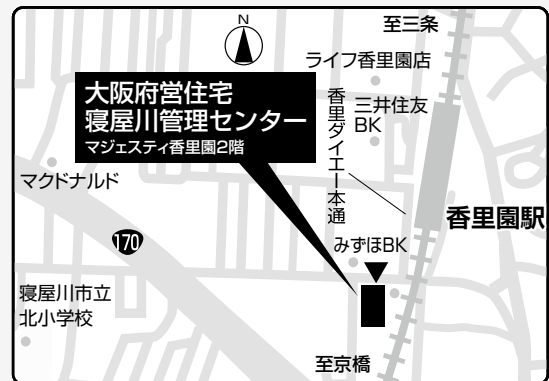 至三条
N
ライフ香里園店
大阪府営住宅
寝屋川管理センター
マジェスティ香里園2階
三井住友
BK
香里ダイエー本通
マクドナルド
香里園駅
170
みずほBK
寝屋川市立
北小学校
至京橋